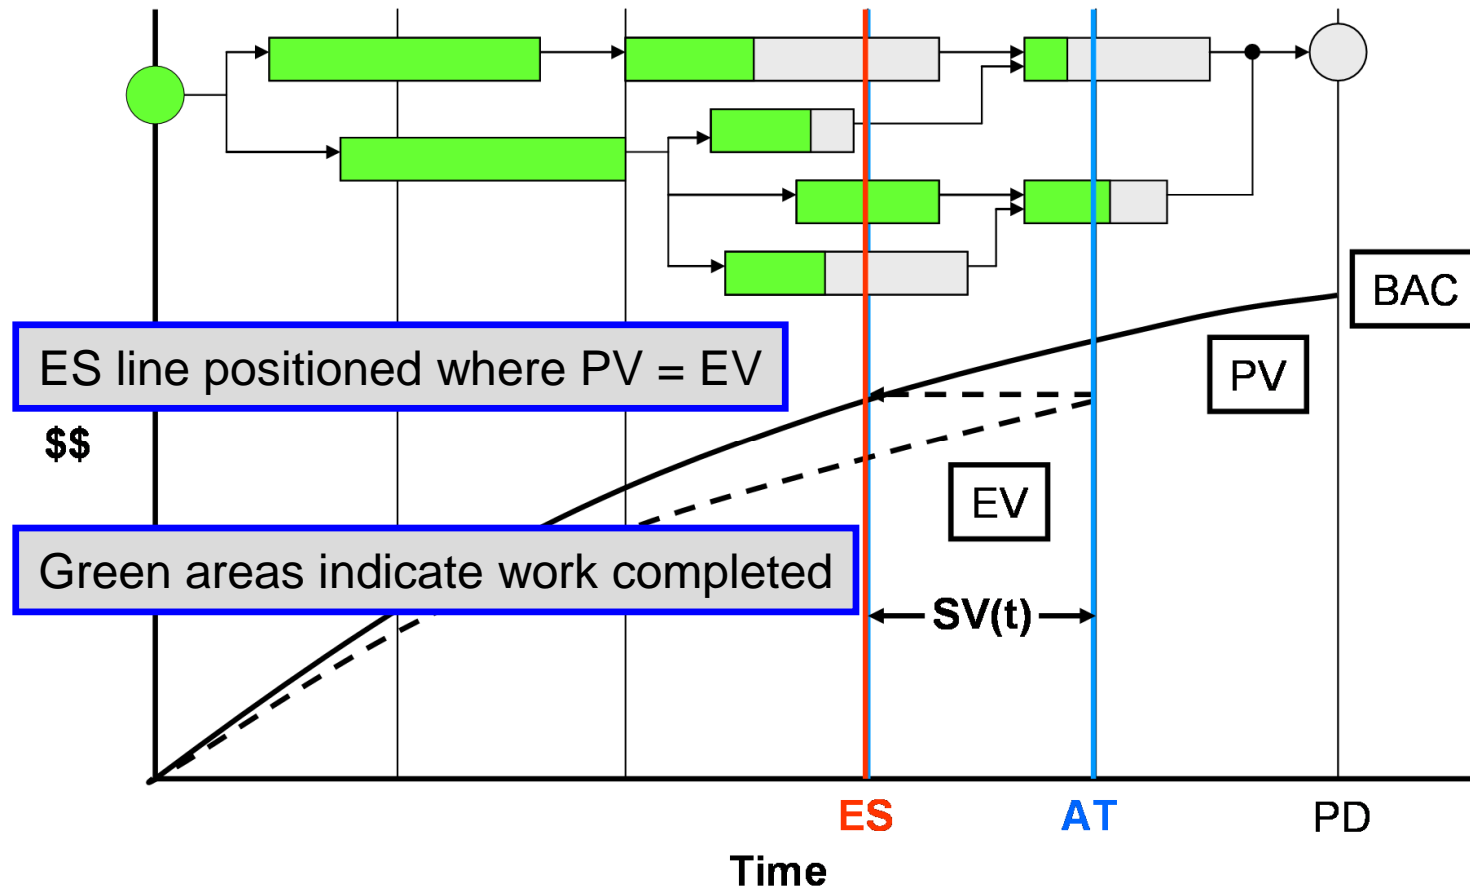 BAC
ES line positioned where PV = EV
PV
$$
EV
Green areas indicate work completed
SV(t)
ES
AT
PD
Time